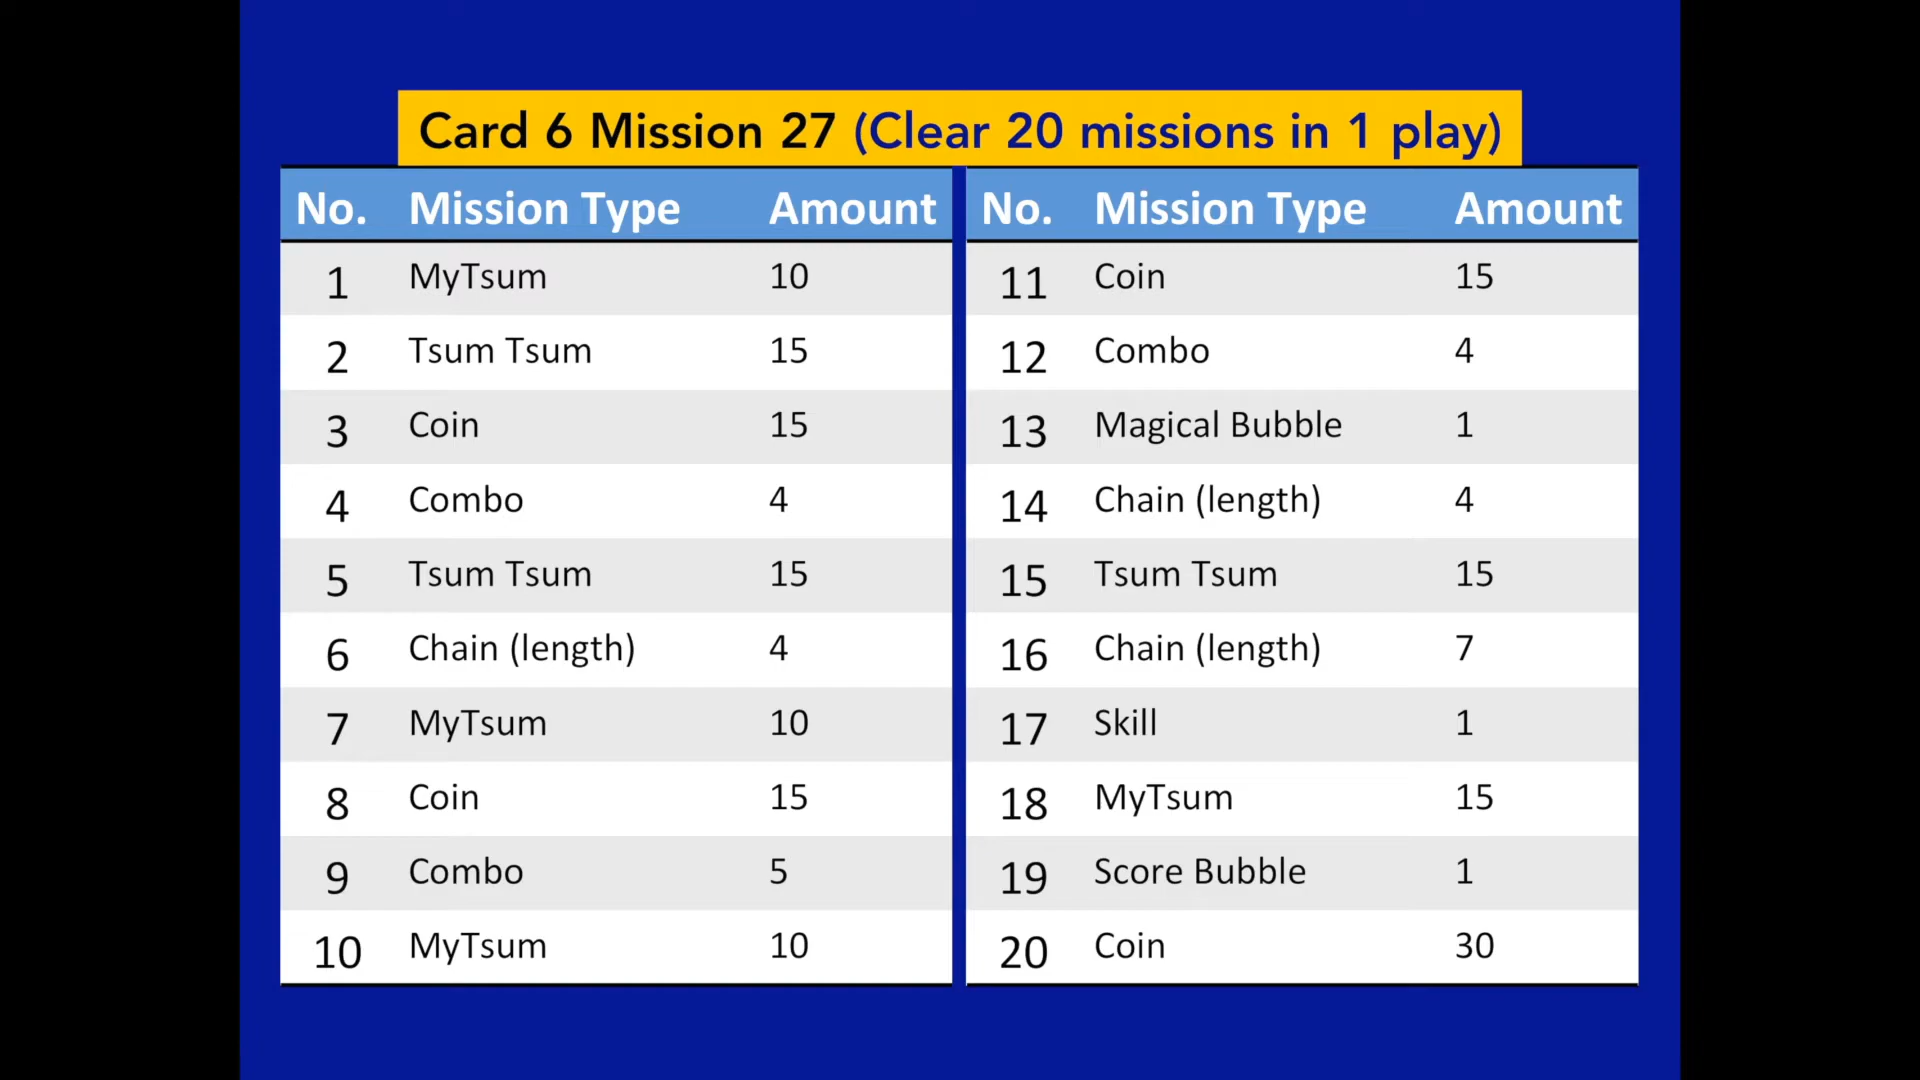 Card 6 Mission 27 (Clear 20 missions in 1 play)
No. Mission Type Amount
1 MyTsum 10
2 Tsum Tsum 15
3 Coin 15
4 Combo 4
5 Tsum Tsum 15
6 Chain (length) 4
7 MyTsum 10
8 Coin 15
9 Combo 5
10 MyTsum 10
No. Mission Type Amount
11 Coin 15
12 Combo 4
13 Magical Bubble 1
14 Chain (length) 4
15 Tsum Tsum 15
16 Chain (length) 7
17 Skill 1
18 MyTsum 15
19 Score Bubble 1
20 Coin 30